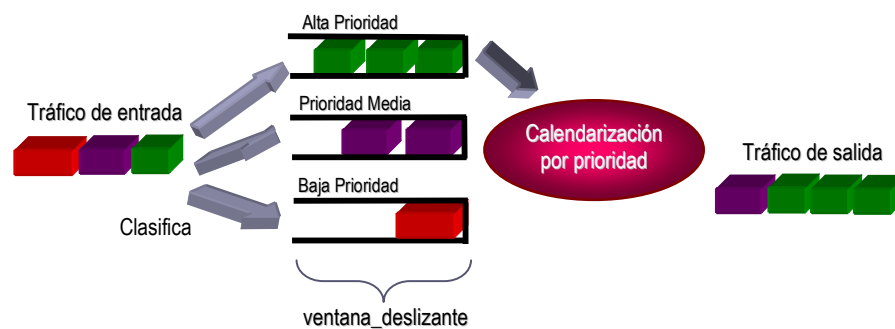 Alta Prioridad
Tráfico de entrada
Prioridad Media
Calendarización
por prioridad
Tráfico de salida
Baja Prioridad
Clasifica
ventana_deslizante